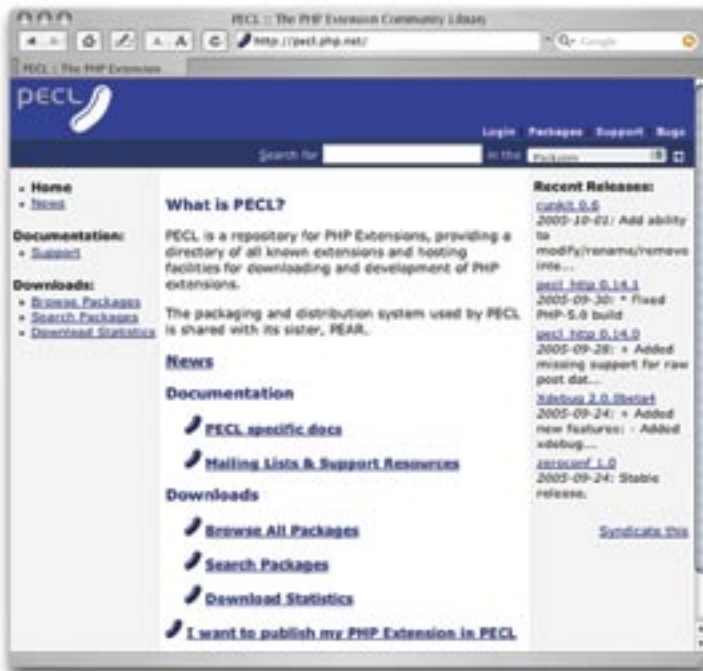 PECL :: The PHP Extension Community Library
A A C http://pecl.php.net/ Q Google
PECL :: The PHP Extension
PECL
Login Packages Support Bugs
Search for in the Packages
Home
News
Documentation:
Support
Downloads:
Browse Packages
Search Packages
Download Statistics
What is PECL?
PECL is a repository for PHP Extensions, providing a
directory of all known extensions and hosting
facilities for downloading and development of PHP
extensions.
The packaging and distribution system used by PECL
is shared with its sister, PEAR.
News
Documentation
PECL specific docs
Mailing Lists & Support Resources
Downloads
Browse All Packages
Search Packages
Download Statistics
I want to publish my PHP Extension in PECL
Recent Releases:
runkit 0.6
2005-10-01: Add ability
to
modify/rename/remove
inte...
pecl_http 0.14.1
2005-09-30: * Fixed
PHP-5.0 build
pecl_http 0.14.0
2005-09-28: + Added
missing support for raw
post dat...
Xdebug 2.0.0beta4
2005-09-24: + Added
new features: - Added
xdebug...
zeroconf 1.0
2005-09-24: Stable
release.
Syndicate this